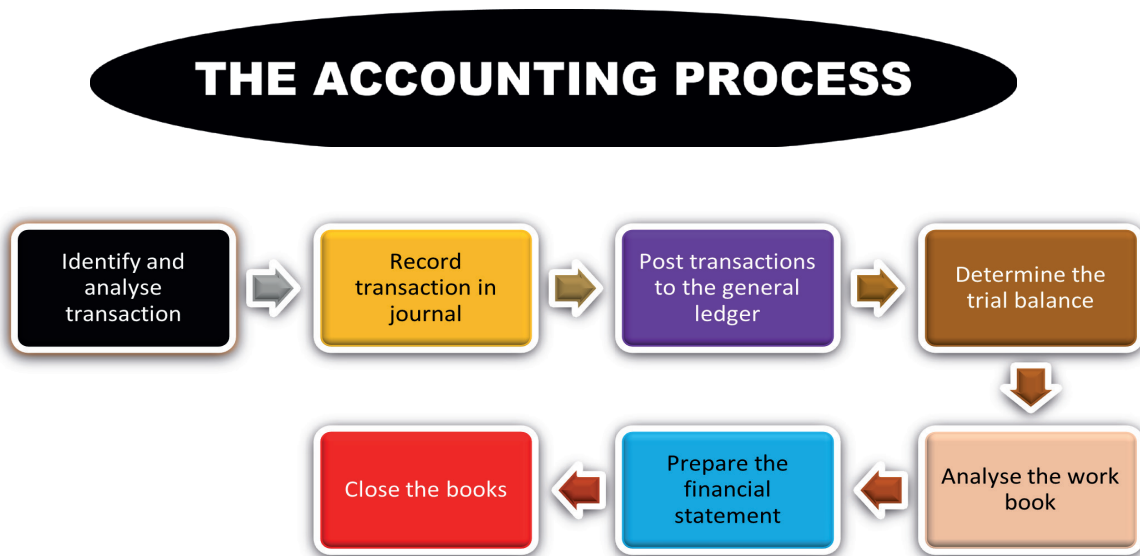 THE ACCOUNTING PROCESS
Identify and
analyse
transaction
Record
transaction in
journal
Post transactions
to the general
ledger
Determine the
trial balance
Analyse the work
book
Prepare the
financial
statement
Close the books